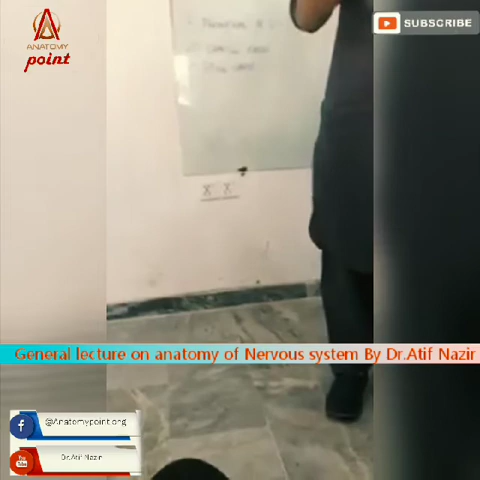 ANATOMY
point
SUBSCRIBE
General lecture on anatomy of Nervous system By Dr.Atif Nazir
@Anatomypoint.org
Dr.Atif Nazir